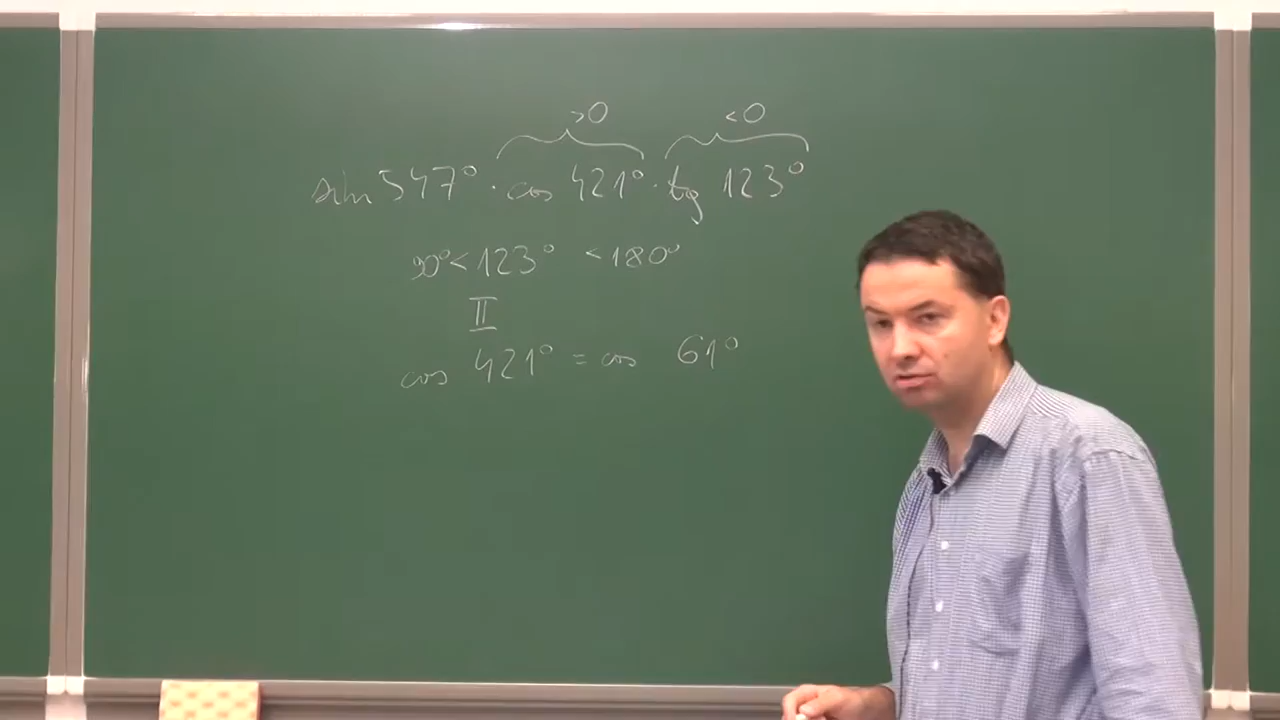 >0 <0
sin 547° · cos 421° · tg 123°
90° < 123° < 180°
II
cos 421° = cos 61°